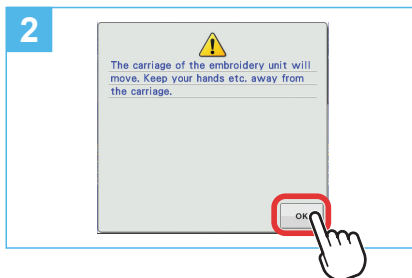 2
The carriage of the embroidery unit will
move. Keep your hands etc. away from
the carriage.
OK